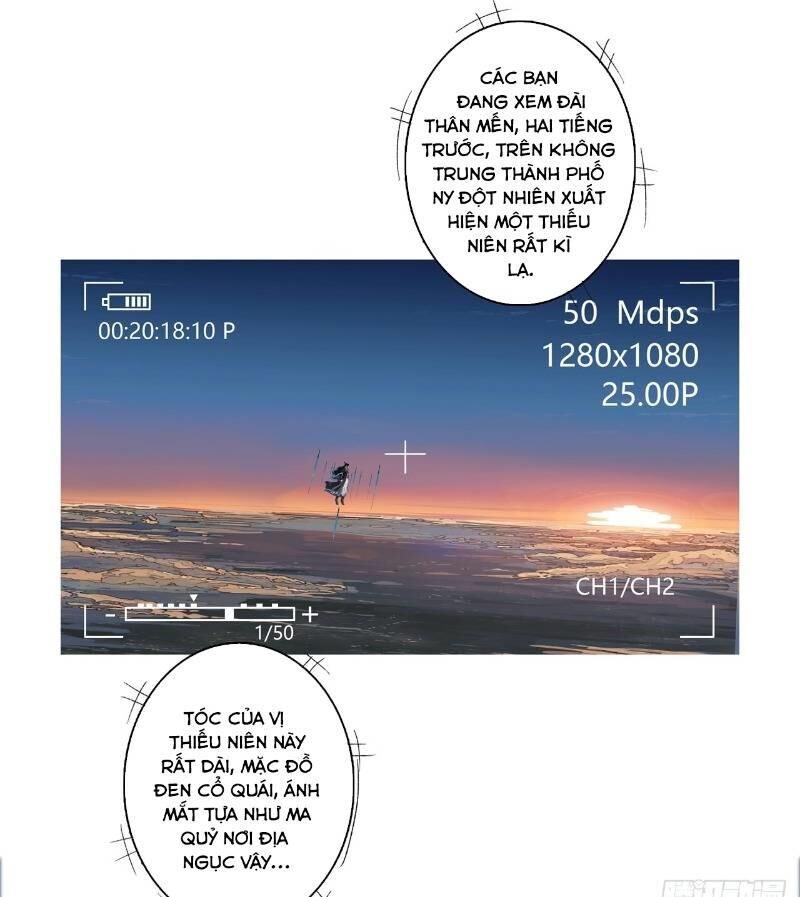 CÁC BẠN
ĐANG XEM ĐÀI
THÂN MẾN, HAI TIẾNG
TRƯỚC, TRÊN KHÔNG
TRUNG THÀNH PHỐ
NY ĐỘT NHIÊN XUẤT
HIỆN MỘT THIẾU
NIÊN RẤT KÌ
LẠ.
00:20:18:10 P
50 Mdps
1280x1080
25.00P
CH1/CH2
- +
1/50
TÓC CỦA VỊ
THIẾU NIÊN NÀY
RẤT DÀI, MẶC ĐỒ
ĐEN CỔ QUÁI, ÁNH
MẮT TỰA NHƯ MA
QUỶ NƠI ĐỊA
NGỤC VẬY...